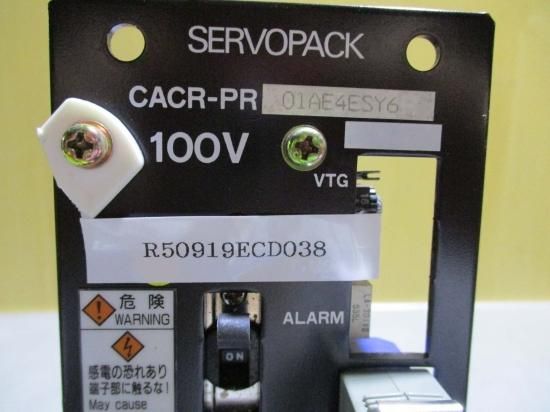 SERVOPACK
CACR-PR 01AE4ESY6
100V
VTG
R50919ECD038
危険
WARNING
ALARM
ON
感電の恐れあり
端子部に触るな!
May cause